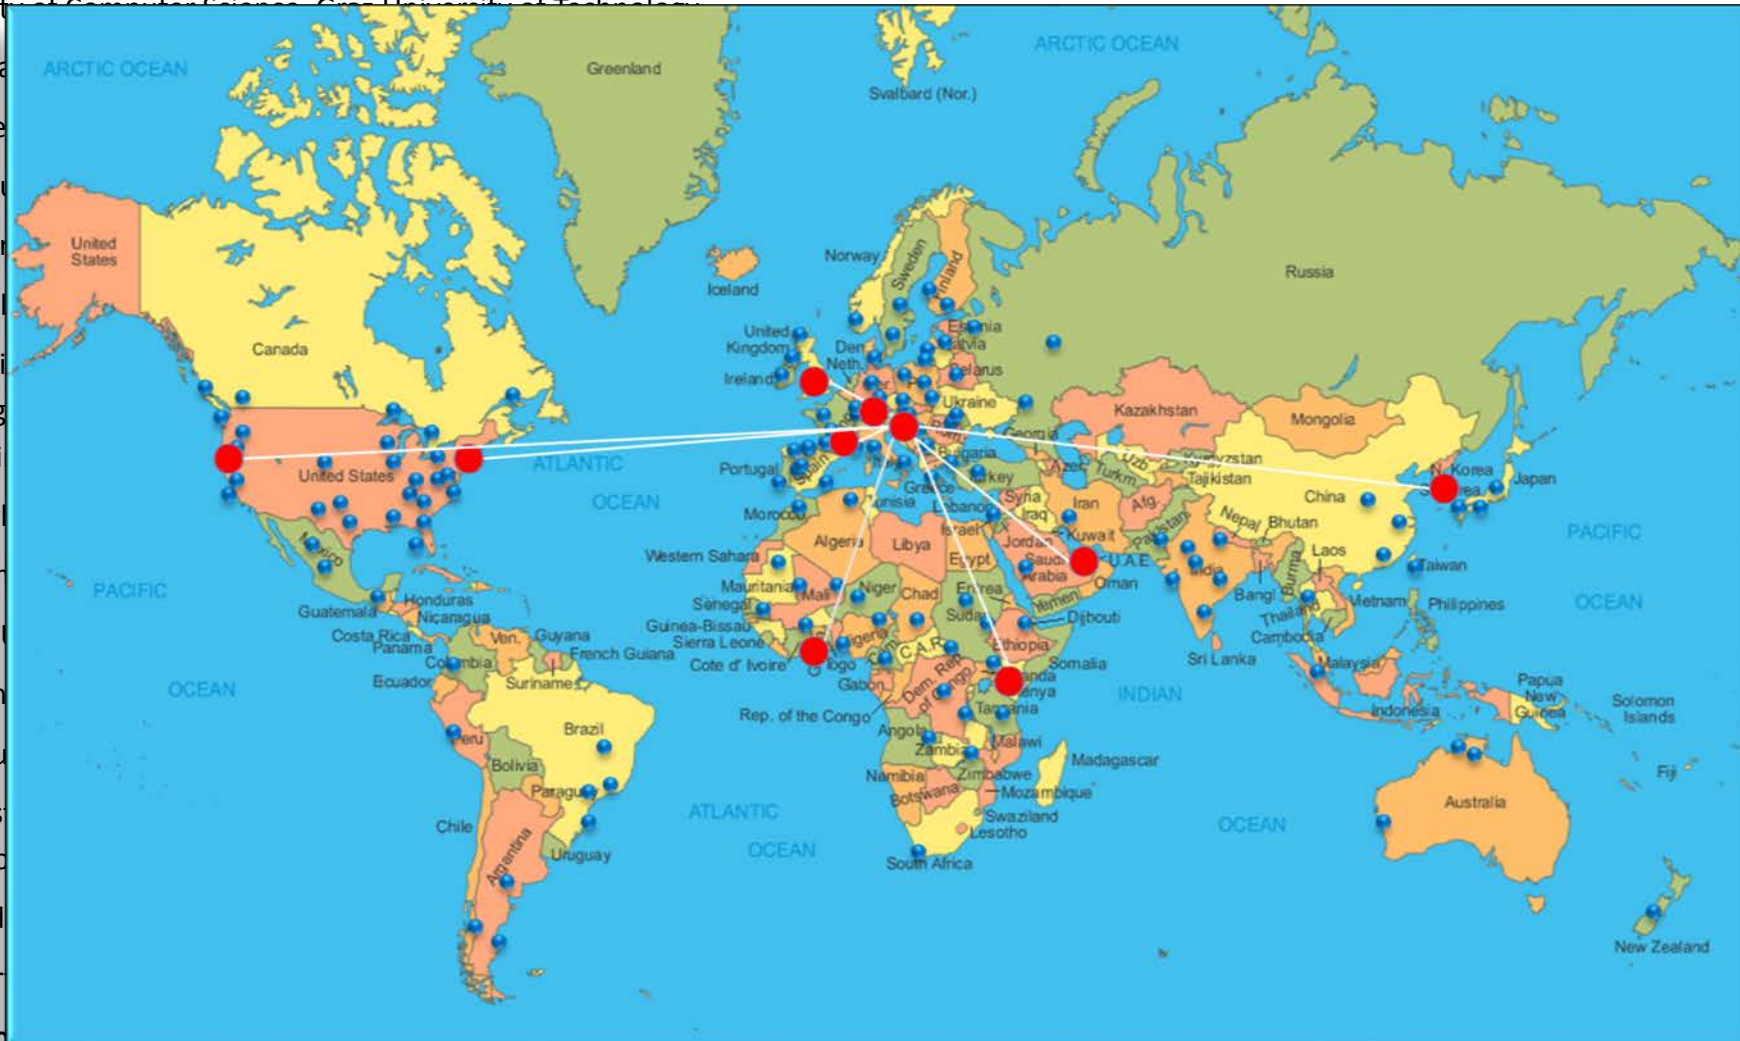 of Computer Science, Graz University of Technology
ARCTIC OCEAN
ARCTIC OCEAN
Greenland
Svalbard (Nor.)
United
States
Norway
Sweden
Finland
Russia
Iceland
Canada
United
Kingdom
Den
Neth.
Estonia
Latvia
Ireland
Belarus
Ukraine
Kazakhstan
Mongolia
Georgia
Bulgaria
Portugal
Spain
ATLANTIC
OCEAN
United States
Azer.
Turkm.
Uzb.
Kyrgyzstan
Tajikistan
N. Korea
Japan
China
Turkey
Greece
Syria
Iraq
Iran
Afg.
Lebanon
Tunisia
Morocco
Algeria
Libya
Israel
Jordan
Kuwait
Egypt
Pakistan
Nepal
Bhutan
PACIFIC
OCEAN
Western Sahara
Saudi
Arabia
U.A.E.
Oman
India
Burma
Laos
Taiwan
Mexico
PACIFIC
OCEAN
Mauritania
Mali
Niger
Chad
Eritrea
Yemen
Bangl
Thailand
Vietnam
Philippines
Guatemala
Honduras
Nicaragua
Senegal
Guinea-Bissau
Sierra Leone
Cote d' Ivoire
Togo
Nigeria
Sudan
Djibouti
Ethiopia
Somalia
C.A.R.
Cambodia
Sri Lanka
Malaysia
Costa Rica
Panama
Ven.
Guyana
French Guiana
Suriname
Colombia
Ecuador
Gabon
Rep. of the Congo
Dem. Rep.
of Congo
Kenya
Tanzania
INDIAN
OCEAN
Indonesia
Papua
New
Guinea
Solomon
Islands
Peru
Brazil
Bolivia
Paraguay
Angola
Zambia
Malawi
Madagascar
Namibia
Zimbabwe
Botswana
Mozambique
Swaziland
Lesotho
South Africa
Fiji
Australia
Chile
Argentina
Uruguay
ATLANTIC
OCEAN
New Zealand